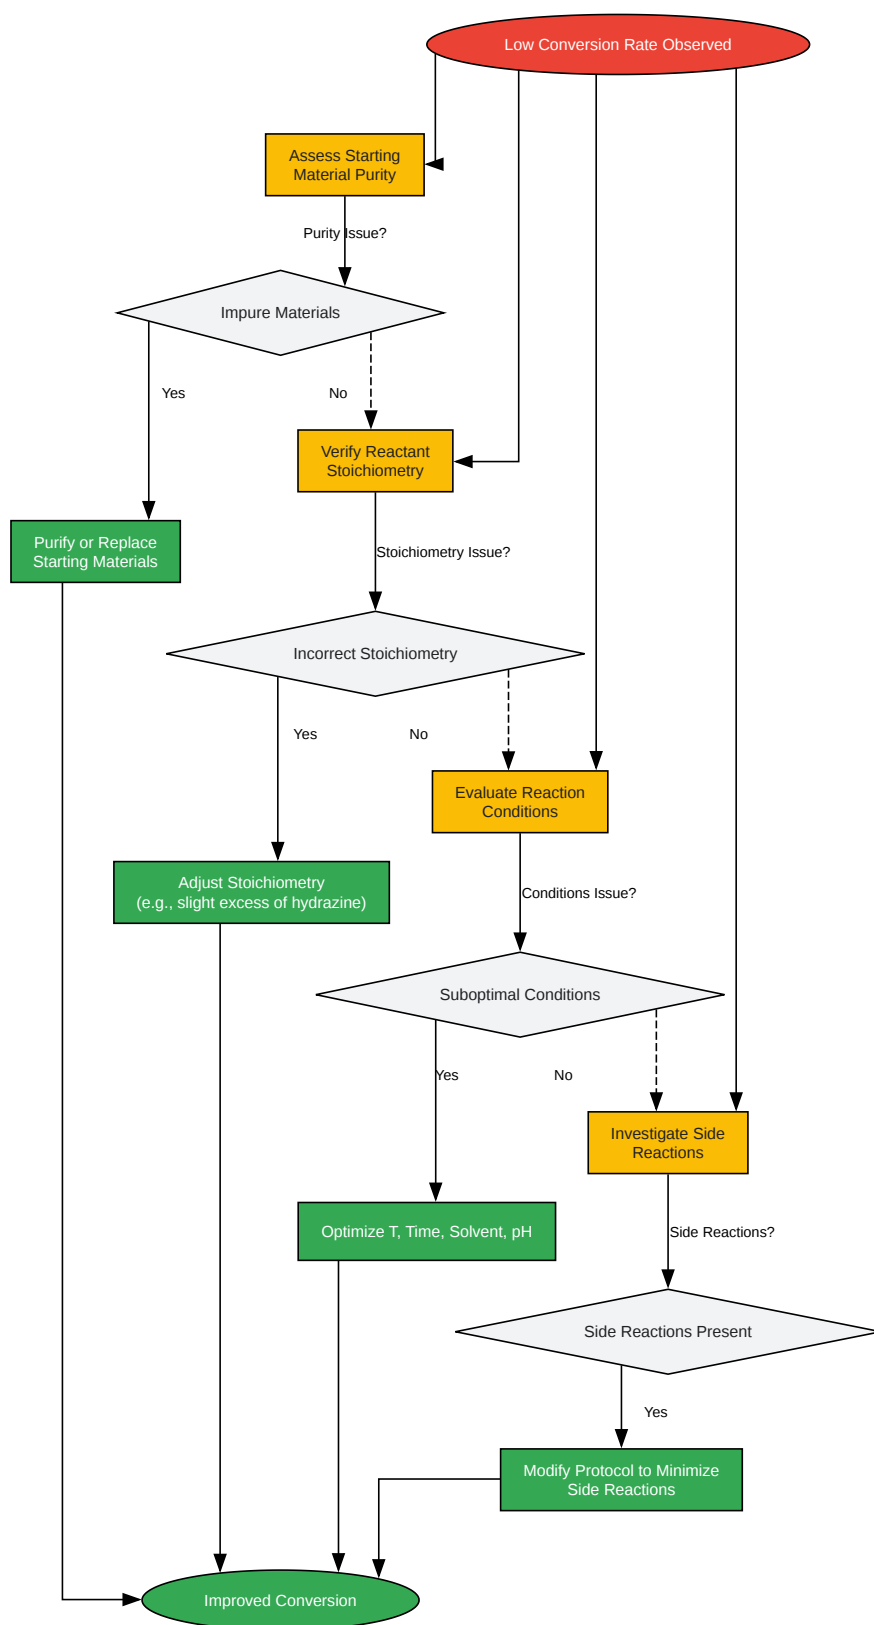 Low Conversion Rate Observed
Assess Starting
Material Purity
Purity Issue?
Impure Materials
Yes
No
Verify Reactant
Stoichiometry
Purify or Replace
Starting Materials
Stoichiometry Issue?
Incorrect Stoichiometry
Yes
No
Evaluate Reaction
Conditions
Adjust Stoichiometry
(e.g., slight excess of hydrazine)
Conditions Issue?
Suboptimal Conditions
Yes
No
Investigate Side
Reactions
Optimize T, Time, Solvent, pH
Side Reactions?
Side Reactions Present
Yes
Modify Protocol to Minimize
Side Reactions
Improved Conversion